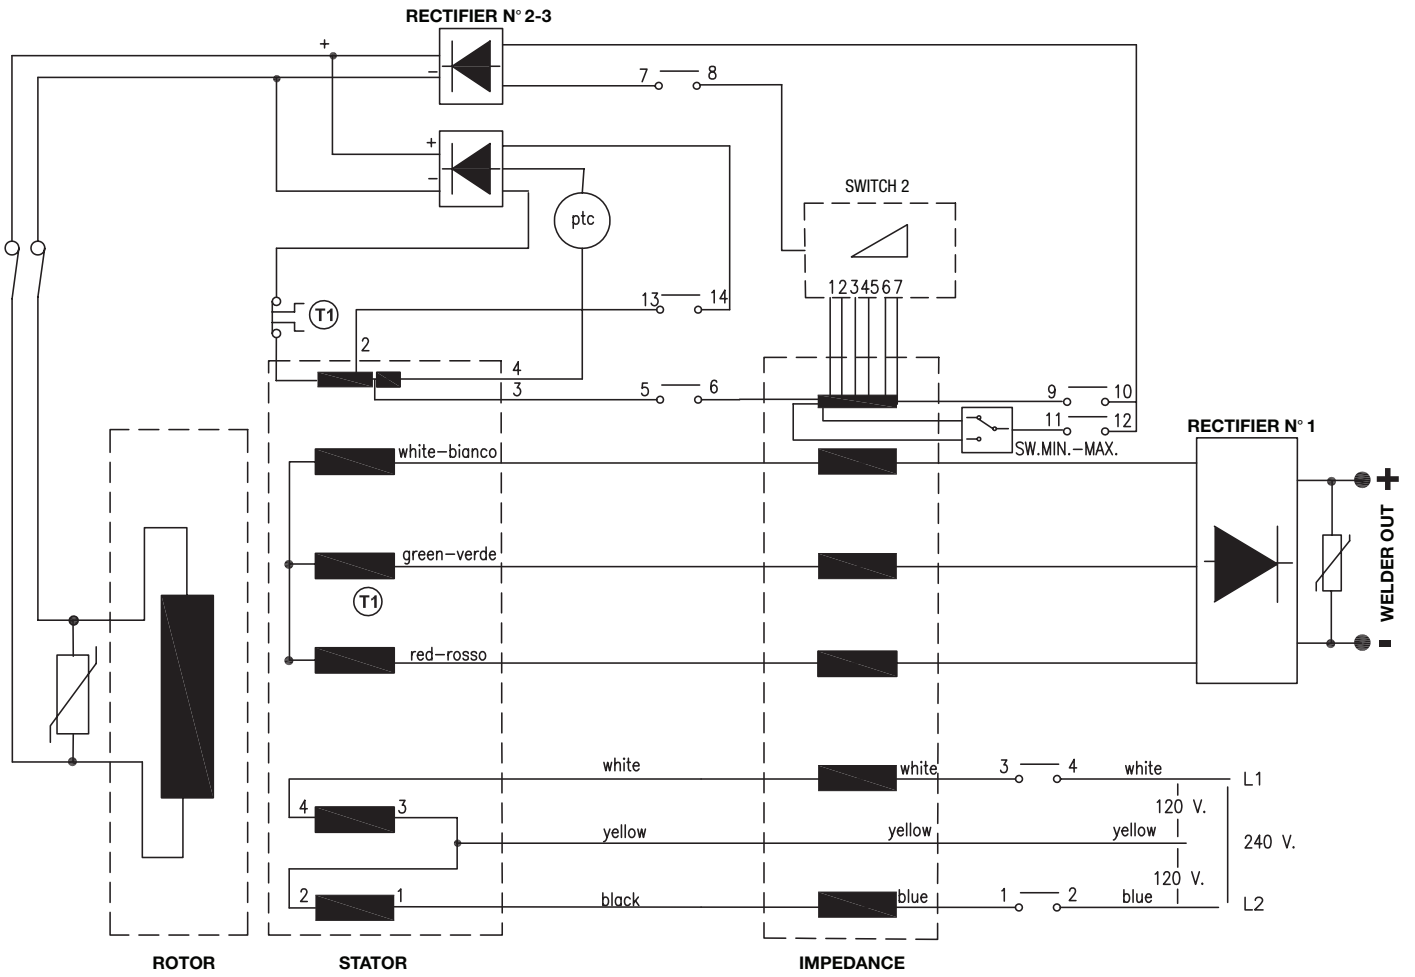 RECTIFIER N° 2-3
+
−
7 8
+
−
SWITCH 2
ptc
1234567
13 14
T1
2
4
3
5 6
9 10
11 12
SW.MIN.-MAX.
RECTIFIER N° 1
white-bianco
+
green-verde
WELDER OUT
T1
-
red-rosso
white
white
3 4
white
L1
4 3
120 V.
yellow
yellow
yellow
240 V.
120 V.
2 1
black
blue
1 2
blue
L2
ROTOR
STATOR
IMPEDANCE